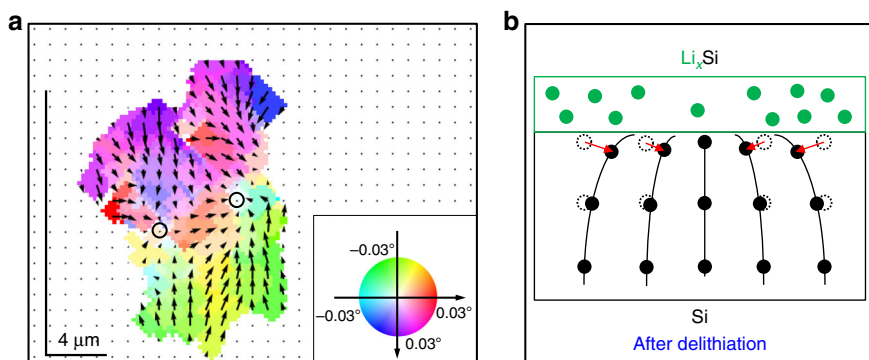 a
b
4 μm
−0.03°
−0.03°
0.03°
0.03°
LixSi
Si
After delithiation